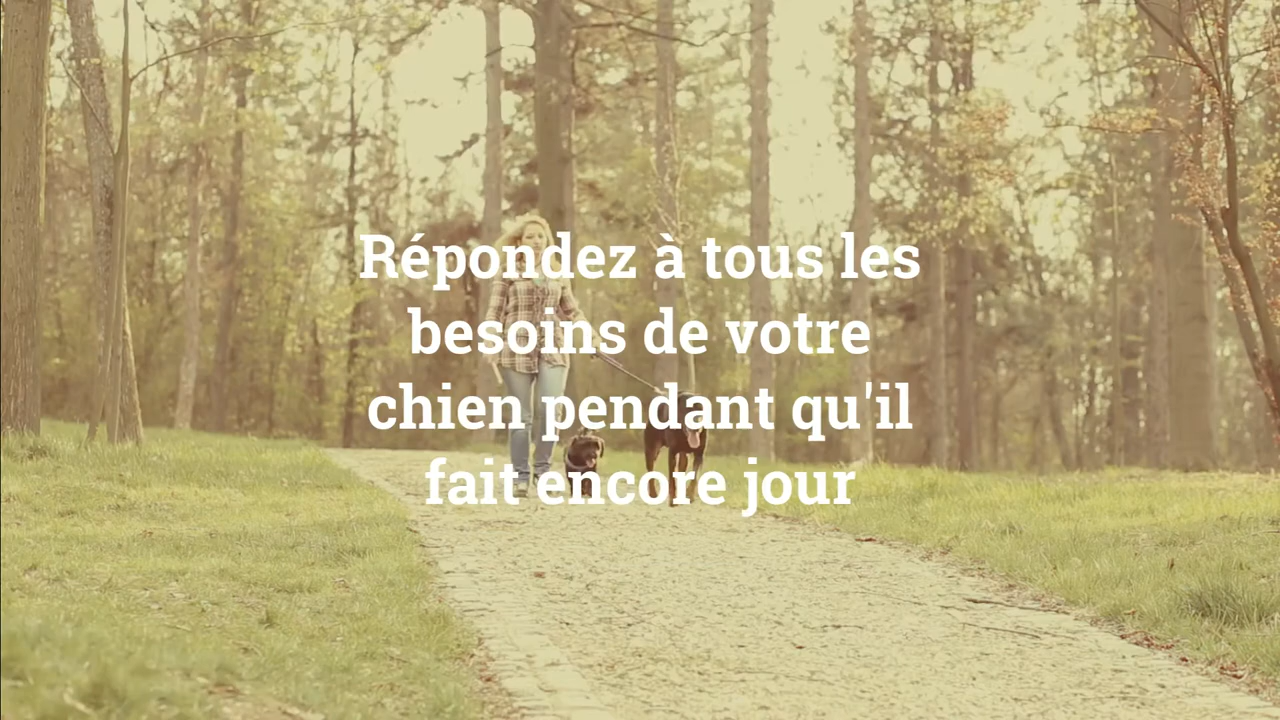 Répondez à tous les
besoins de votre
chien pendant qu'il
fait encore jour